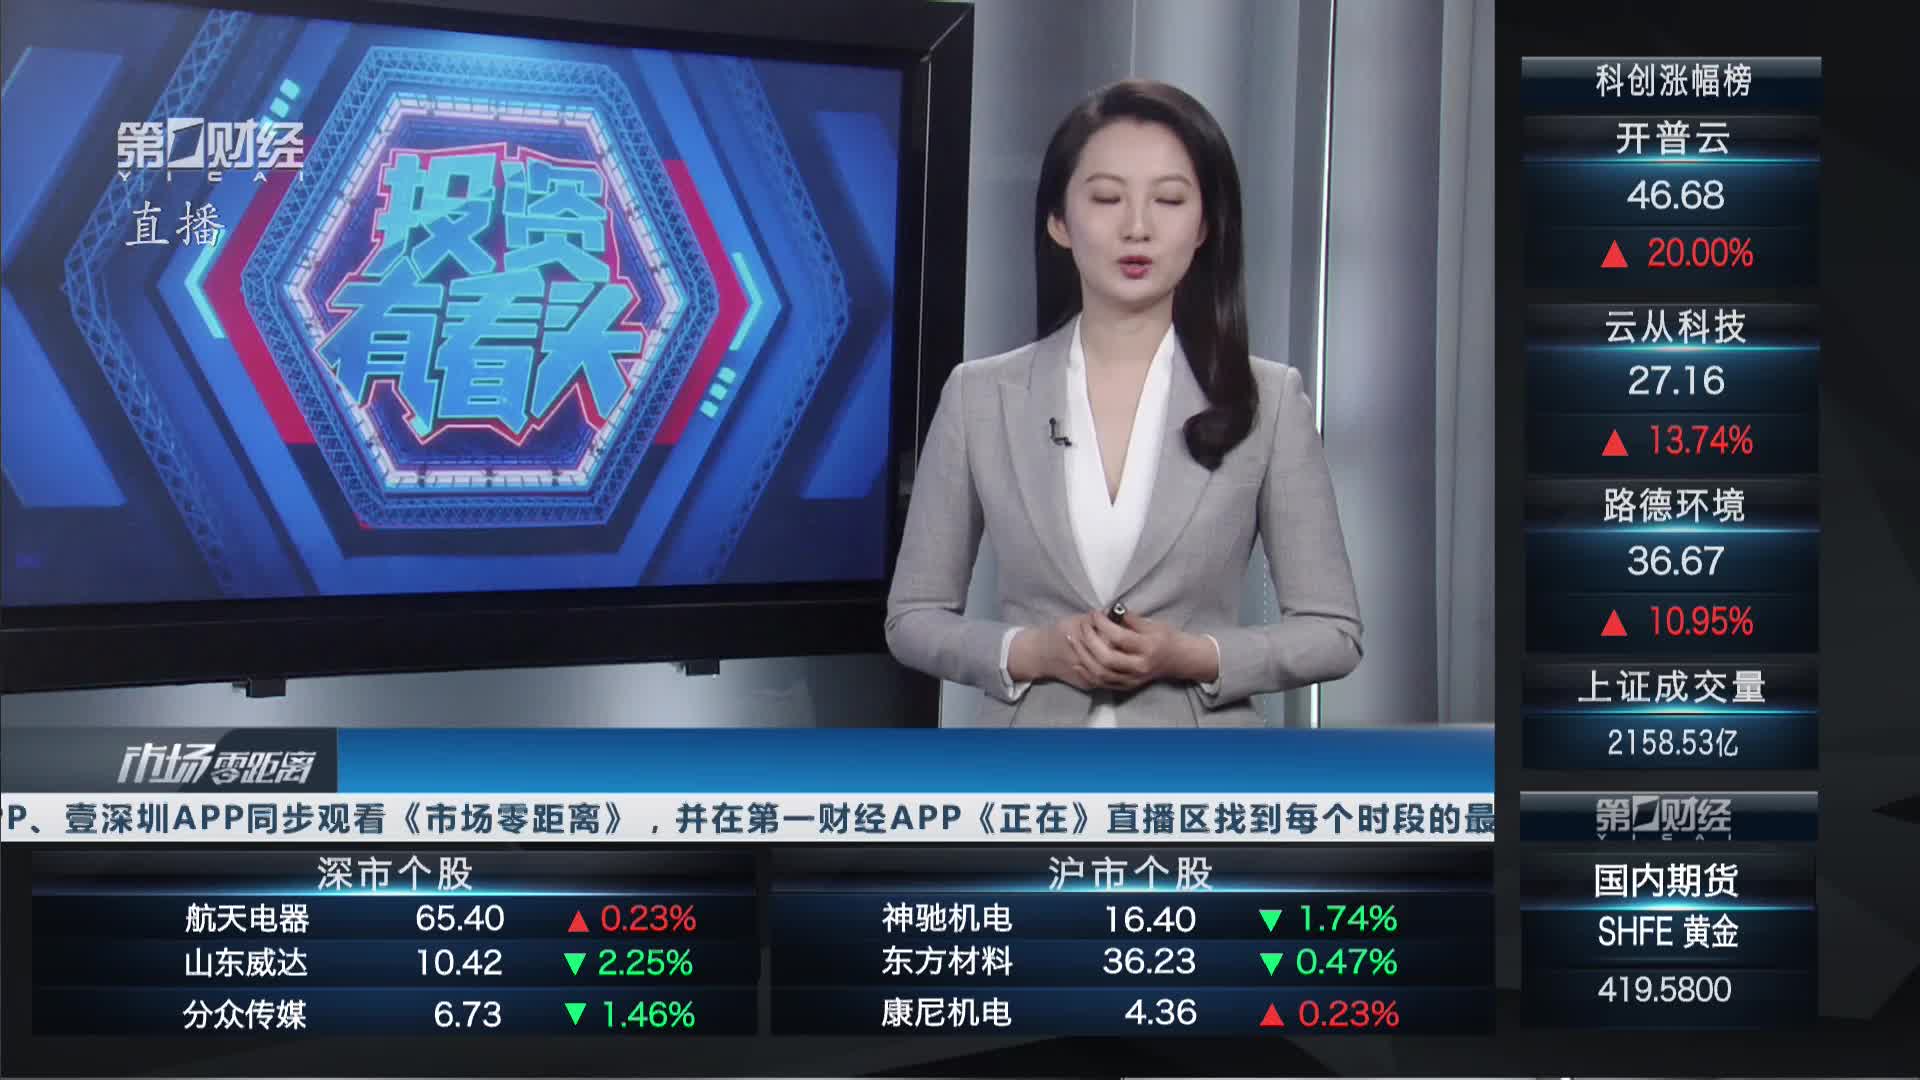 第一财经
YICAI
直播
投资
有看头
市场零距离
PP、壹深圳APP同步观看《市场零距离》，并在第一财经APP《正在》直播区找到每个时段的最
深市个股
航天电器 65.40 ▲ 0.23%
山东威达 10.42 ▼ 2.25%
分众传媒 6.73 ▼ 1.46%
沪市个股
神驰机电 16.40 ▼ 1.74%
东方材料 36.23 ▼ 0.47%
康尼机电 4.36 ▲ 0.23%
科创涨幅榜
开普云
46.68
▲ 20.00%
云从科技
27.16
▲ 13.74%
路德环境
36.67
▲ 10.95%
上证成交量
2158.53亿
第一财经
YICAI
国内期货
SHFE 黄金
419.5800